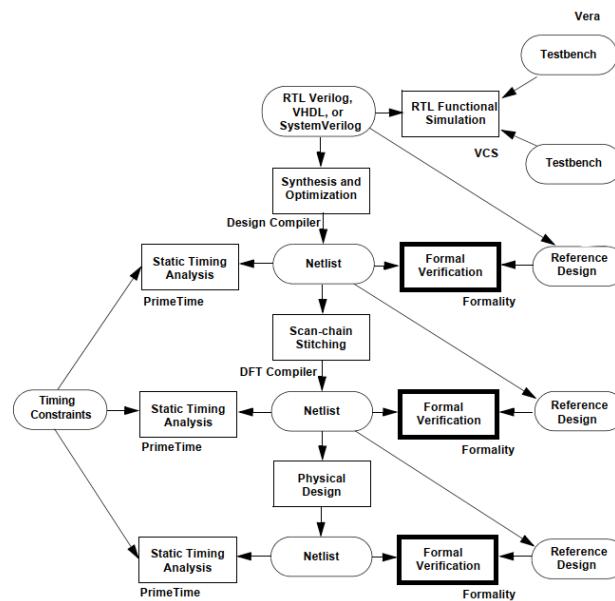 Vera
Testbench
RTL Verilog,
VHDL, or
SystemVerilog
RTL Functional
Simulation
VCS
Testbench
Synthesis and
Optimization
Design Compiler
Static Timing
Analysis
PrimeTime
Netlist
Formal
Verification
Formality
Reference
Design
Scan-chain
Stitching
DFT Compiler
Timing
Constraints
Static Timing
Analysis
PrimeTime
Netlist
Formal
Verification
Formality
Reference
Design
Physical
Design
Static Timing
Analysis
PrimeTime
Netlist
Formal
Verification
Formality
Reference
Design